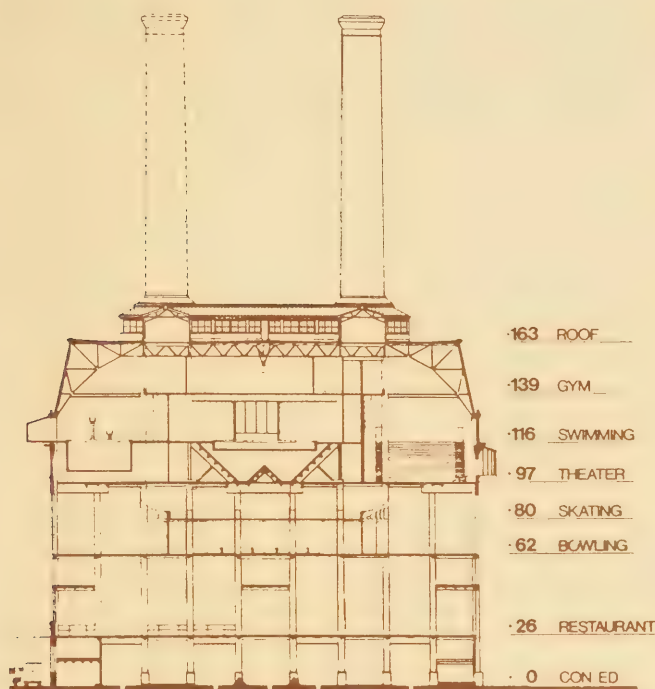 ·163 ROOF
·139 GYM
·116 SWIMMING
·97 THEATER
·80 SKATING
·62 BOWLING
·26 RESTAURANT
·0 CON ED